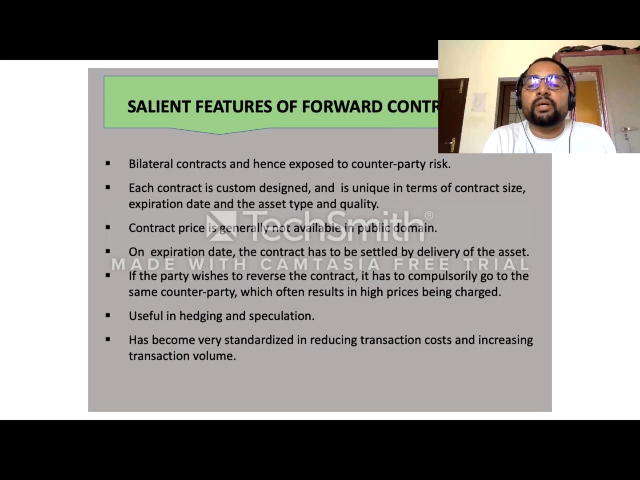 SALIENT FEATURES OF FORWARD
▪ Bilateral contracts and hence exposed to counter-party risk.
▪ Each contract is custom designed, and is unique in terms of contract size,
expiration date and the asset type and quality.
▪ Contract price is generally not available in public domain.
TechSmith®
▪ On expiration date, the contract has to be settled by delivery of the asset.
MADE WITH CAMTASIA FREE TRIAL
▪ If the party wishes to reverse the contract, it has to compulsorily go to the
same counter-party, which often results in high prices being charged.
▪ Useful in hedging and speculation.
▪ Has become very standardized in reducing transaction costs and increasing
transaction volume.